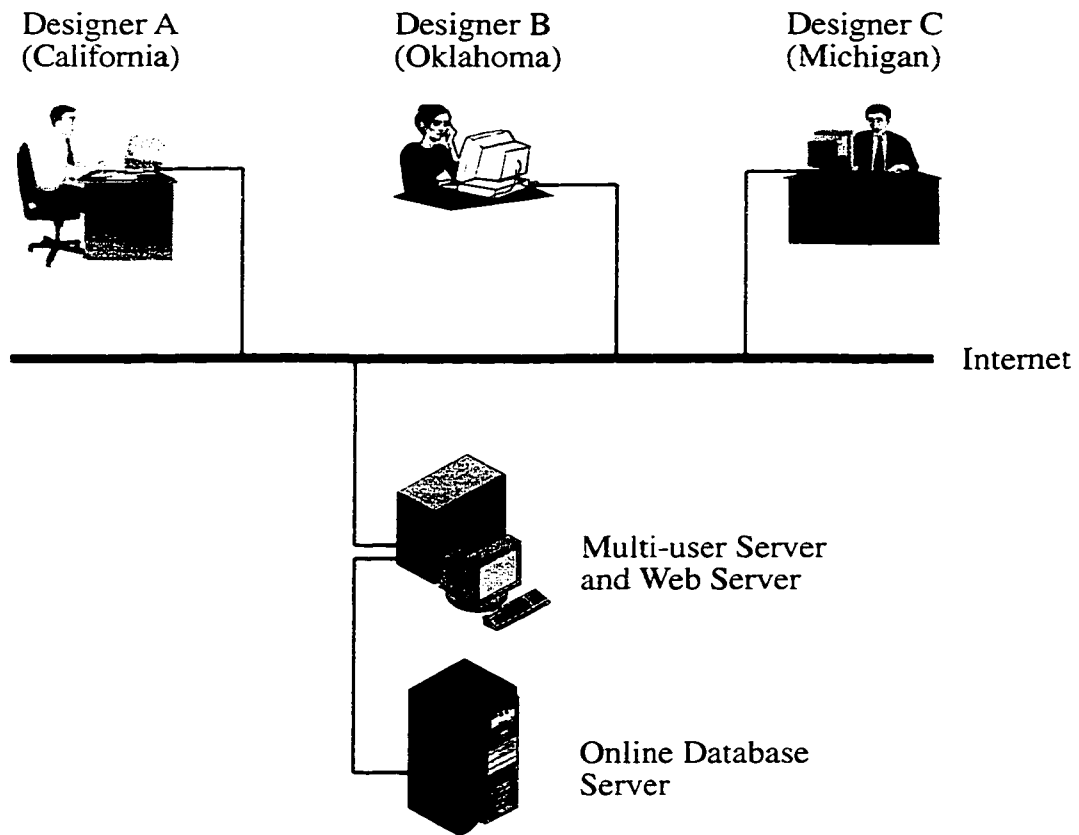 Designer A
(California)
Designer B
(Oklahoma)
Designer C
(Michigan)
Internet
Multi-user Server
and Web Server
Online Database
Server